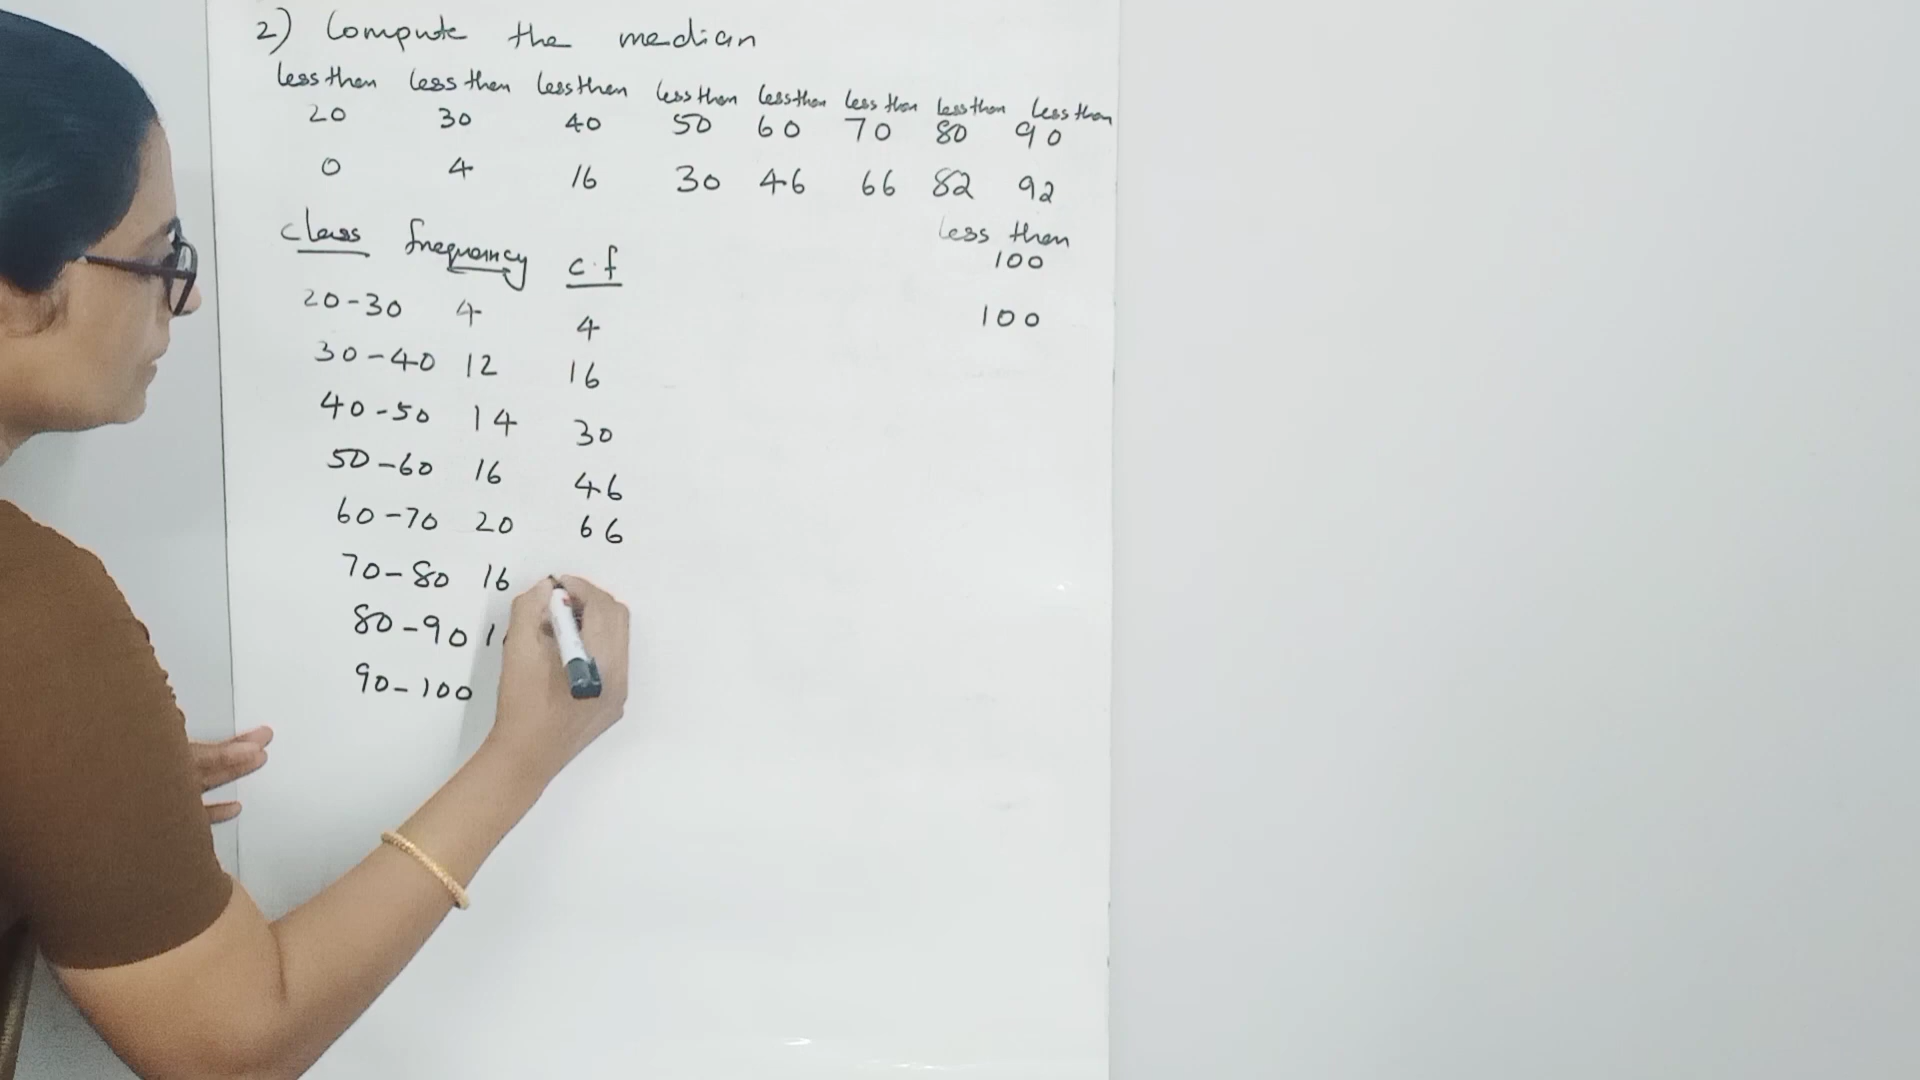 2) Compute the median
less then less then less then less then less then less then less then less then
20 30 40 50 60 70 80 90
0 4 16 30 46 66 82 92
less then
100
100
class frequency c.f
20-30 4 4
30-40 12 16
40-50 14 30
50-60 16 46
60-70 20 66
70-80 16
80-90
90-100